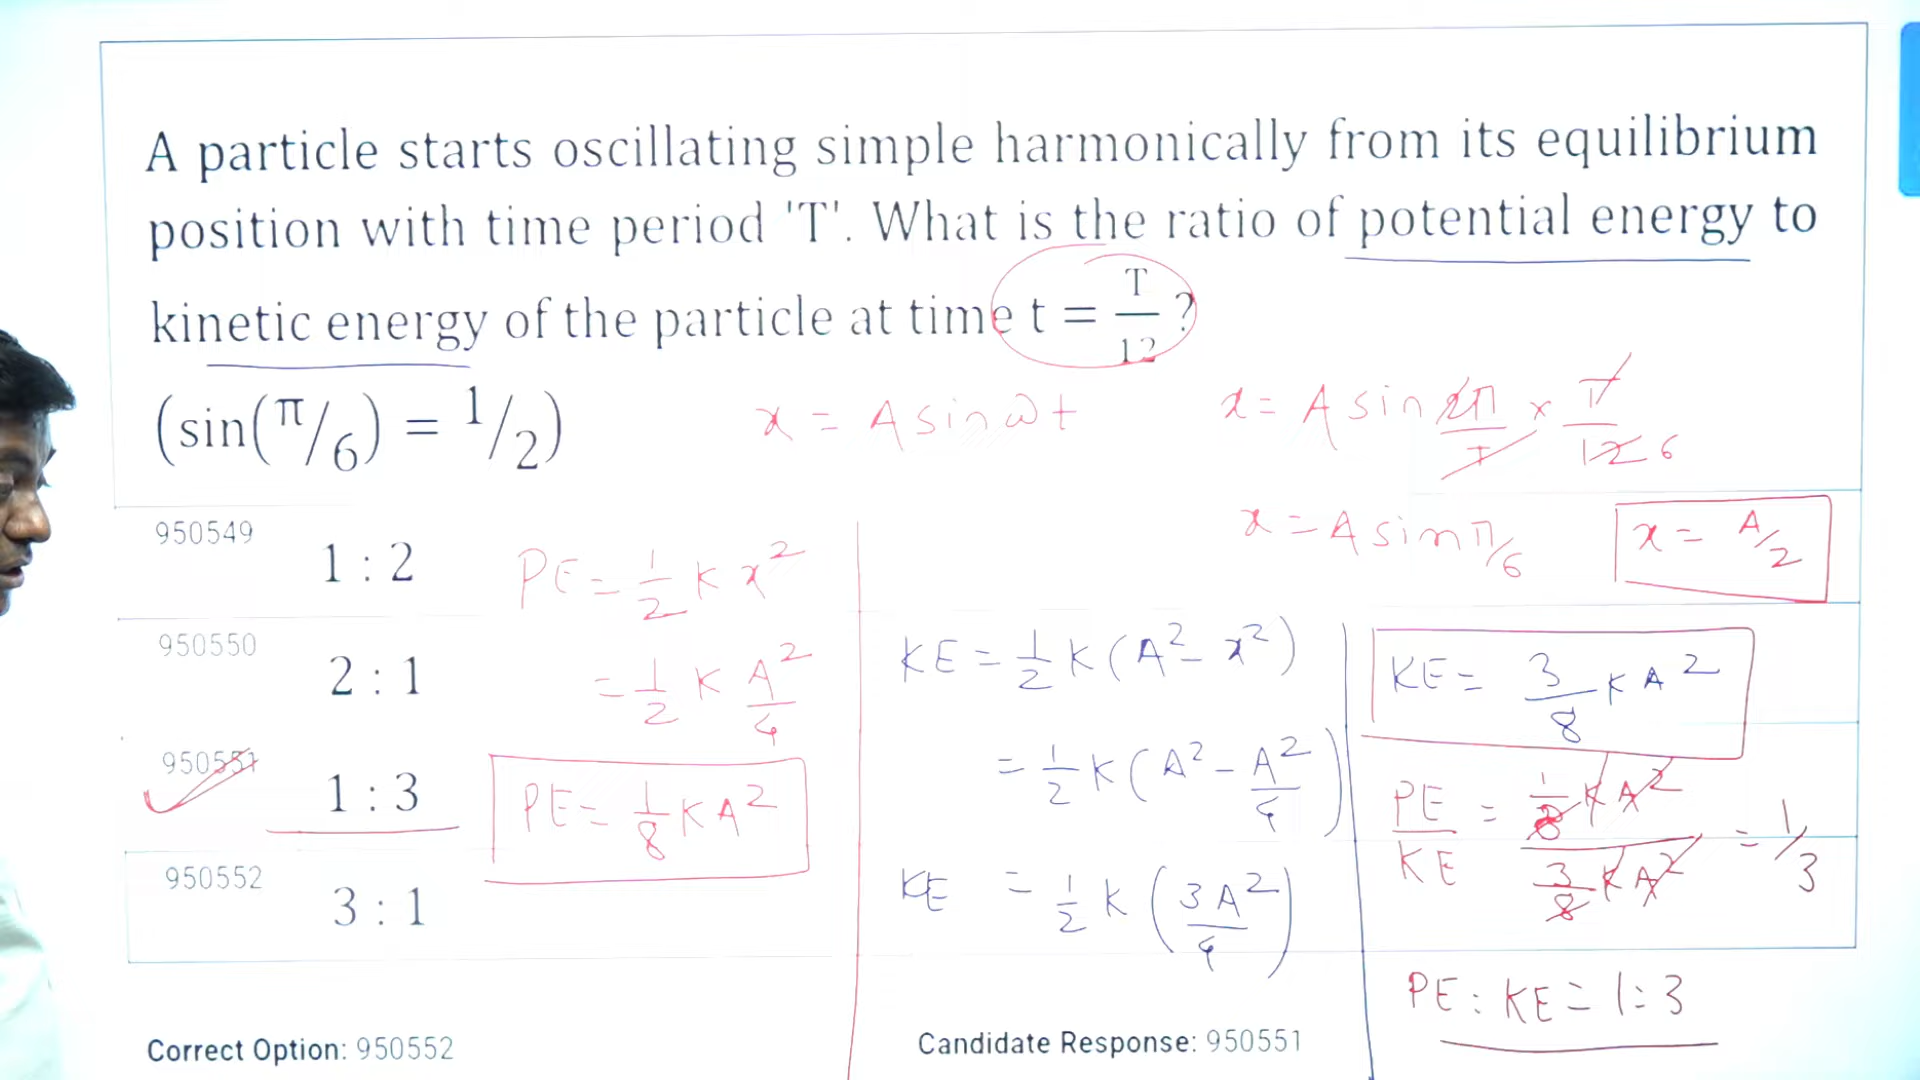 A particle starts oscillating simple harmonically from its equilibrium
position with time period 'T'. What is the ratio of potential energy to
kinetic energy of the particle at time t = T/12 ?
(sin(π/6) = 1/2)
x = A sin ωt
x = A sin 2π/T × T/12 6
x = A sin π/6
x = A/2
950549
1 : 2
950550
2 : 1
950551
1 : 3
950552
3 : 1
PE = 1/2 K x²
= 1/2 K A²/4
PE = 1/8 K A²
KE = 1/2 K (A² - x²)
= 1/2 K (A² - A²/4)
KE = 1/2 K (3A²/4)
KE = 3/8 K A²
PE/KE = 1/8 K A² / 3/8 K A² = 1/3
PE : KE = 1 : 3
Correct Option: 950552
Candidate Response: 950551